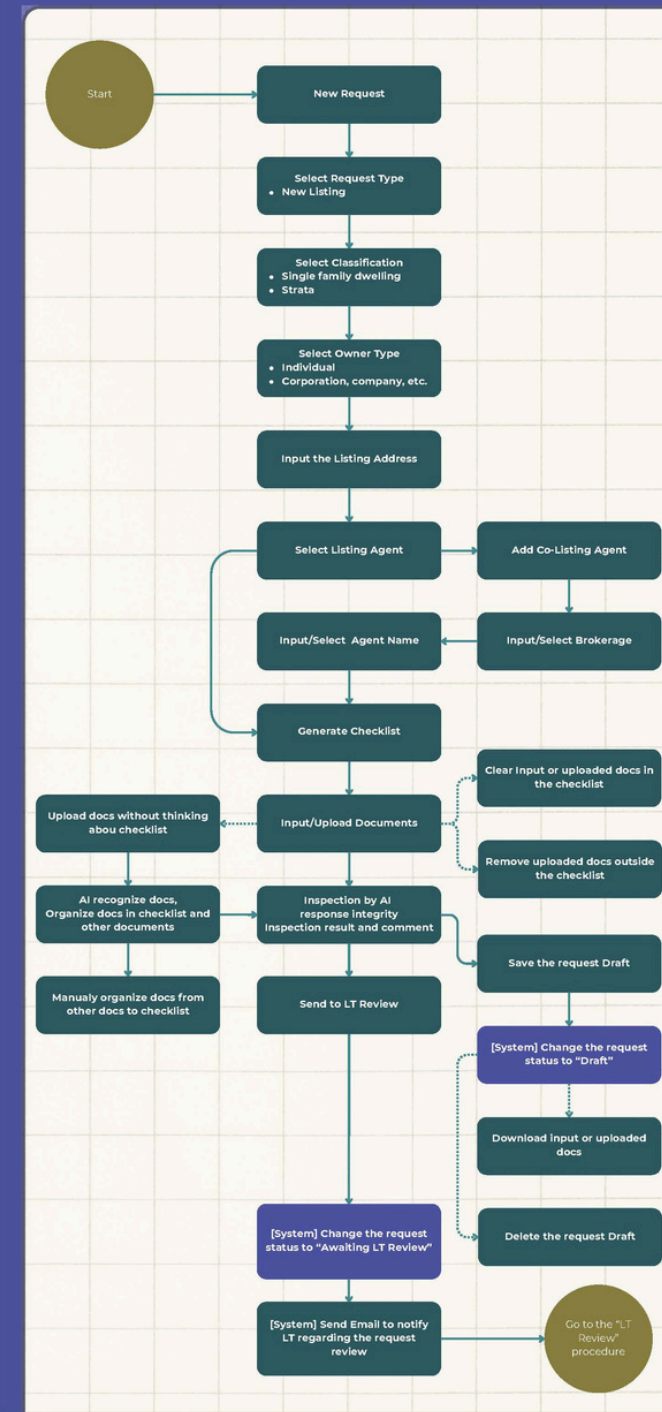 Start
New Request
Select Request Type
• New Listing
Select Classification
• Single family dwelling
• Strata
Select Owner Type
• Individual
• Corporation, company, etc.
Input the Listing Address
Select Listing Agent
Add Co-Listing Agent
Input/Select Agent Name
Input/Select Brokerage
Generate Checklist
Clear Input or uploaded docs in
the checklist
Upload docs without thinking
abou checklist
Input/Upload Documents
Remove uploaded docs outside
the checklist
AI recognize docs,
Organize docs in checklist and
other documents
Inspection by AI
response integrity
Inspection result and comment
Save the request Draft
Manualy organize docs from
other docs to checklist
Send to LT Review
[System] Change the request
status to “Draft”
Download input or uploaded
docs
[System] Change the request
status to “Awaiting LT Review”
Delete the request Draft
[System] Send Email to notify
LT regarding the request
review
Go to the “LT
Review”
procedure